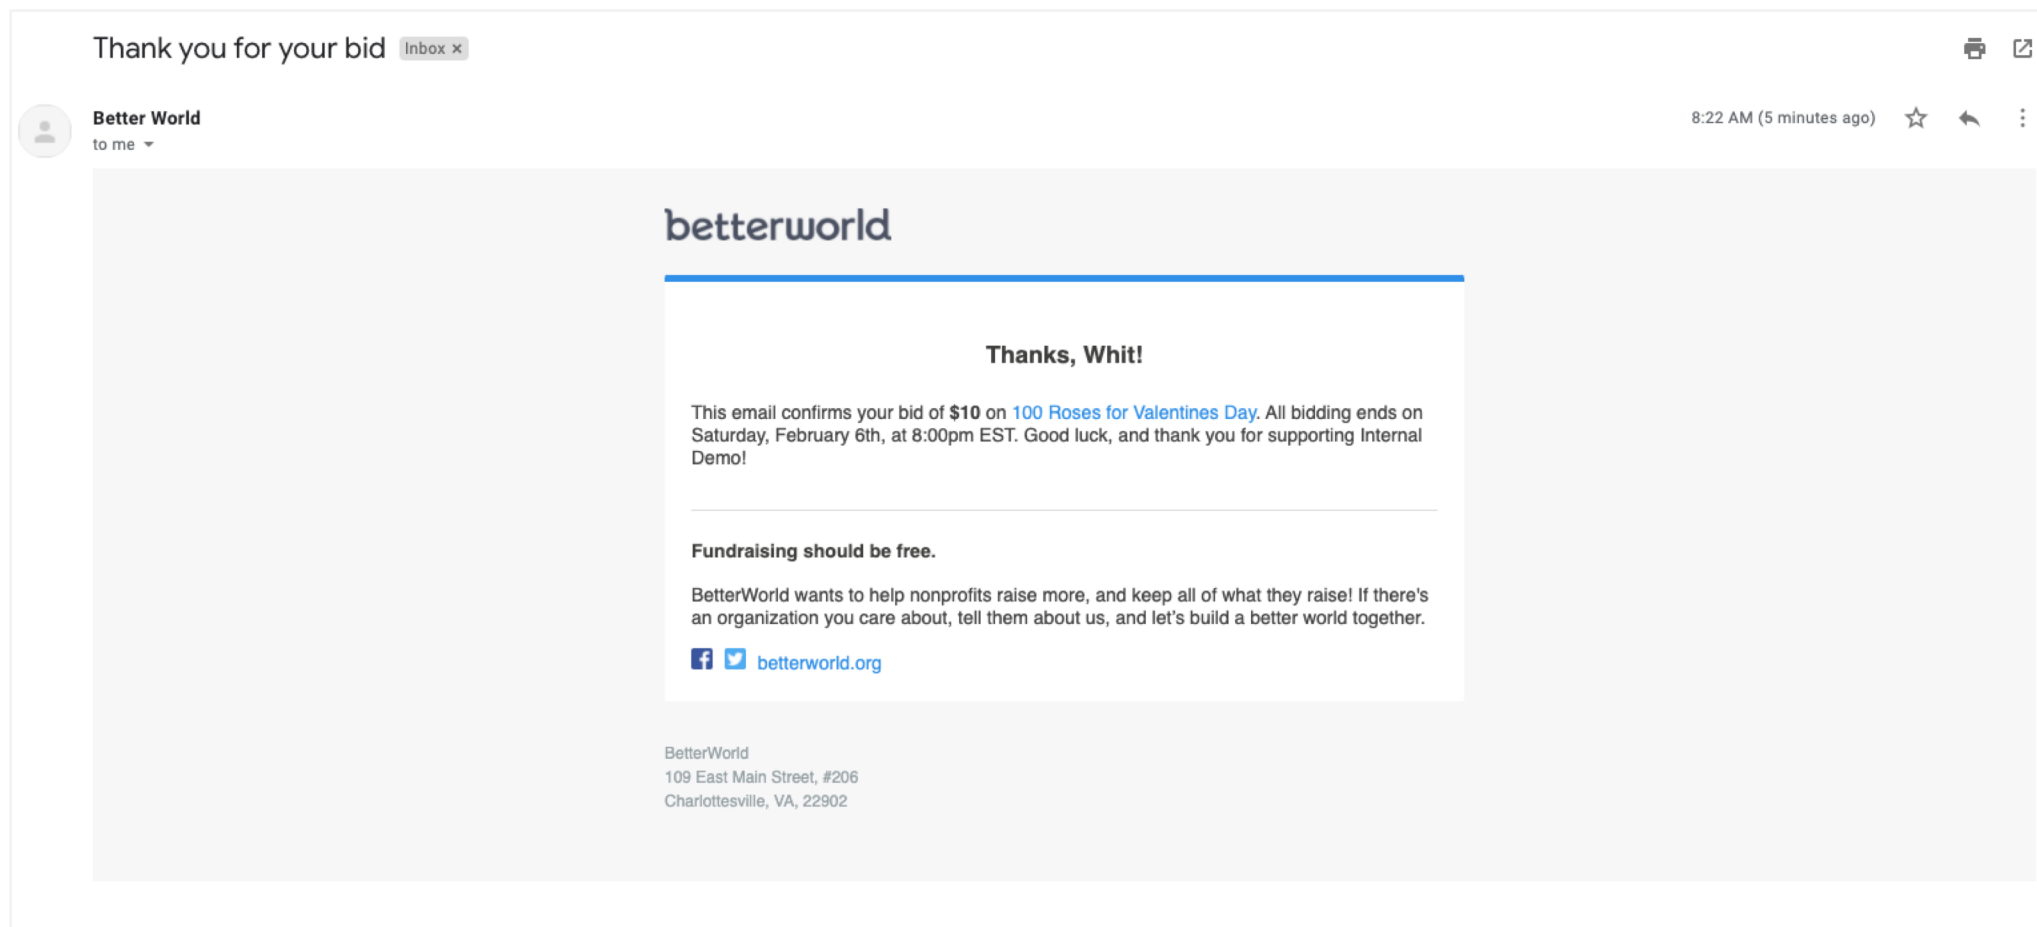 Thank you for your bid Inbox ×
Better World
8:22 AM (5 minutes ago)
to me
betterworld
Thanks, Whit!
This email confirms your bid of $10 on 100 Roses for Valentines Day. All bidding ends on
Saturday, February 6th, at 8:00pm EST. Good luck, and thank you for supporting Internal
Demo!
Fundraising should be free.
BetterWorld wants to help nonprofits raise more, and keep all of what they raise! If there's
an organization you care about, tell them about us, and let's build a better world together.
betterworld.org
BetterWorld
109 East Main Street, #206
Charlottesville, VA, 22902